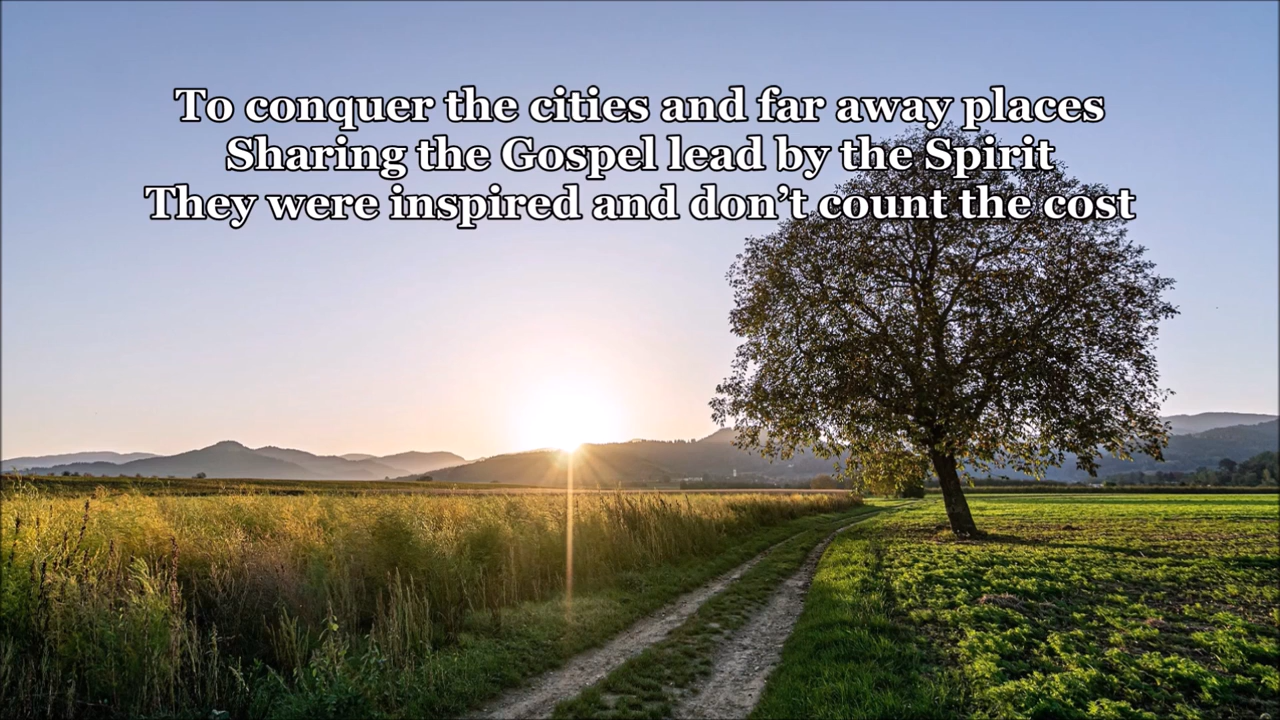 To conquer the cities and far away places
Sharing the Gospel lead by the Spirit
They were inspired and don’t count the cost